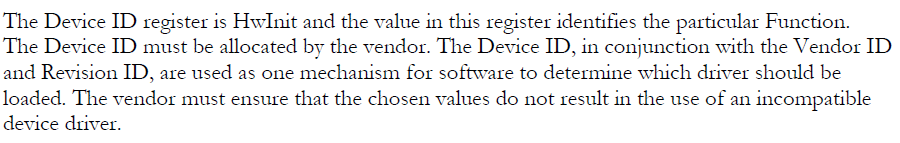 The Device ID register is HwInit and the value in this register identifies the particular Function.
The Device ID must be allocated by the vendor. The Device ID, in conjunction with the Vendor ID
and Revision ID, are used as one mechanism for software to determine which driver should be
loaded. The vendor must ensure that the chosen values do not result in the use of an incompatible
device driver.